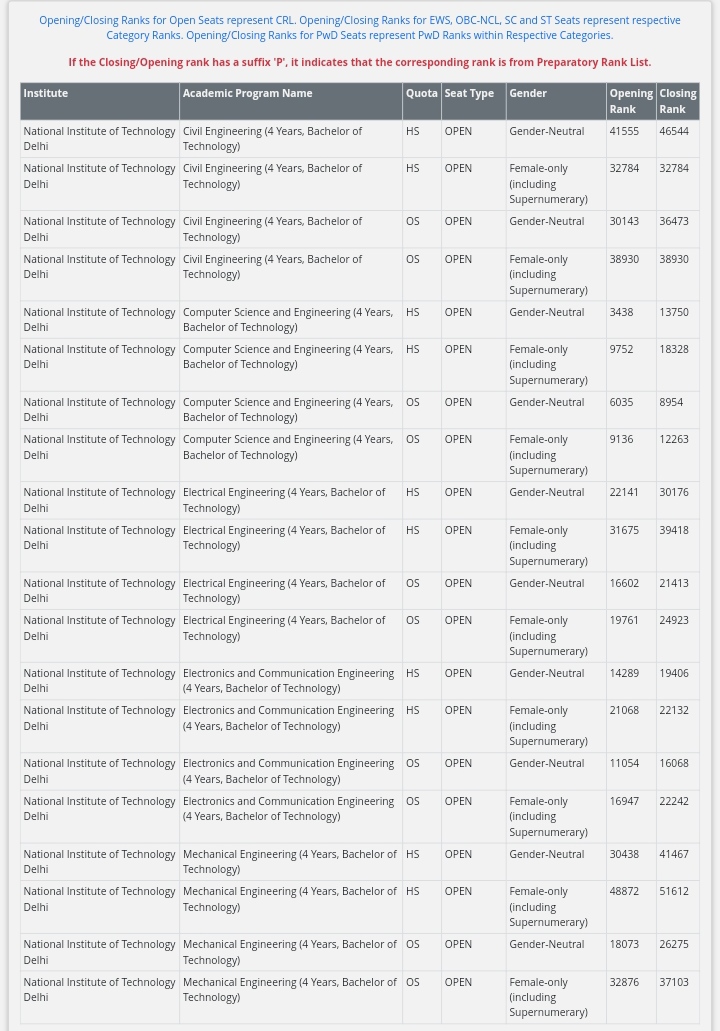 Opening/Closing Ranks for Open Seats represent CRL. Opening/Closing Ranks for EWS, OBC-NCL, SC and ST Seats represent respective
Category Ranks. Opening/Closing Ranks for PwD Seats represent PwD Ranks within Respective Categories.
If the Closing/Opening rank has a suffix 'P', it indicates that the corresponding rank is from Preparatory Rank List.
Institute Academic Program Name Quota Seat Type Gender Opening Closing
Rank Rank
National Institute of Technology Civil Engineering (4 Years, Bachelor of HS OPEN Gender-Neutral 41555 46544
Delhi Technology)
National Institute of Technology Civil Engineering (4 Years, Bachelor of HS OPEN Female-only 32784 32784
Delhi Technology) (including
Supernumerary)
National Institute of Technology Civil Engineering (4 Years, Bachelor of OS OPEN Gender-Neutral 30143 36473
Delhi Technology)
National Institute of Technology Civil Engineering (4 Years, Bachelor of OS OPEN Female-only 38930 38930
Delhi Technology) (including
Supernumerary)
National Institute of Technology Computer Science and Engineering (4 Years, HS OPEN Gender-Neutral 3438 13750
Delhi Bachelor of Technology)
National Institute of Technology Computer Science and Engineering (4 Years, HS OPEN Female-only 9752 18328
Delhi Bachelor of Technology) (including
Supernumerary)
National Institute of Technology Computer Science and Engineering (4 Years, OS OPEN Gender-Neutral 6035 8954
Delhi Bachelor of Technology)
National Institute of Technology Computer Science and Engineering (4 Years, OS OPEN Female-only 9136 12263
Delhi Bachelor of Technology) (including
Supernumerary)
National Institute of Technology Electrical Engineering (4 Years, Bachelor of HS OPEN Gender-Neutral 22141 30176
Delhi Technology)
National Institute of Technology Electrical Engineering (4 Years, Bachelor of HS OPEN Female-only 31675 39418
Delhi Technology) (including
Supernumerary)
National Institute of Technology Electrical Engineering (4 Years, Bachelor of OS OPEN Gender-Neutral 16602 21413
Delhi Technology)
National Institute of Technology Electrical Engineering (4 Years, Bachelor of OS OPEN Female-only 19761 24923
Delhi Technology) (including
Supernumerary)
National Institute of Technology Electronics and Communication Engineering HS OPEN Gender-Neutral 14289 19406
Delhi (4 Years, Bachelor of Technology)
National Institute of Technology Electronics and Communication Engineering HS OPEN Female-only 21068 22132
Delhi (4 Years, Bachelor of Technology) (including
Supernumerary)
National Institute of Technology Electronics and Communication Engineering OS OPEN Gender-Neutral 11054 16068
Delhi (4 Years, Bachelor of Technology)
National Institute of Technology Electronics and Communication Engineering OS OPEN Female-only 16947 22242
Delhi (4 Years, Bachelor of Technology) (including
Supernumerary)
National Institute of Technology Mechanical Engineering (4 Years, Bachelor of HS OPEN Gender-Neutral 30438 41467
Delhi Technology)
National Institute of Technology Mechanical Engineering (4 Years, Bachelor of HS OPEN Female-only 48872 51612
Delhi Technology) (including
Supernumerary)
National Institute of Technology Mechanical Engineering (4 Years, Bachelor of OS OPEN Gender-Neutral 18073 26275
Delhi Technology)
National Institute of Technology Mechanical Engineering (4 Years, Bachelor of OS OPEN Female-only 32876 37103
Delhi Technology) (including
Supernumerary)